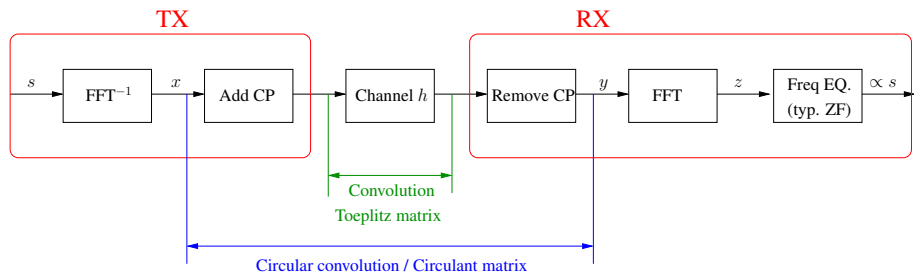 TX
RX
s
FFT⁻¹
x
Add CP
Channel h
Remove CP
y
FFT
z
Freq EQ.
(typ. ZF)
∝ s
Convolution
Toeplitz matrix
Circular convolution / Circulant matrix